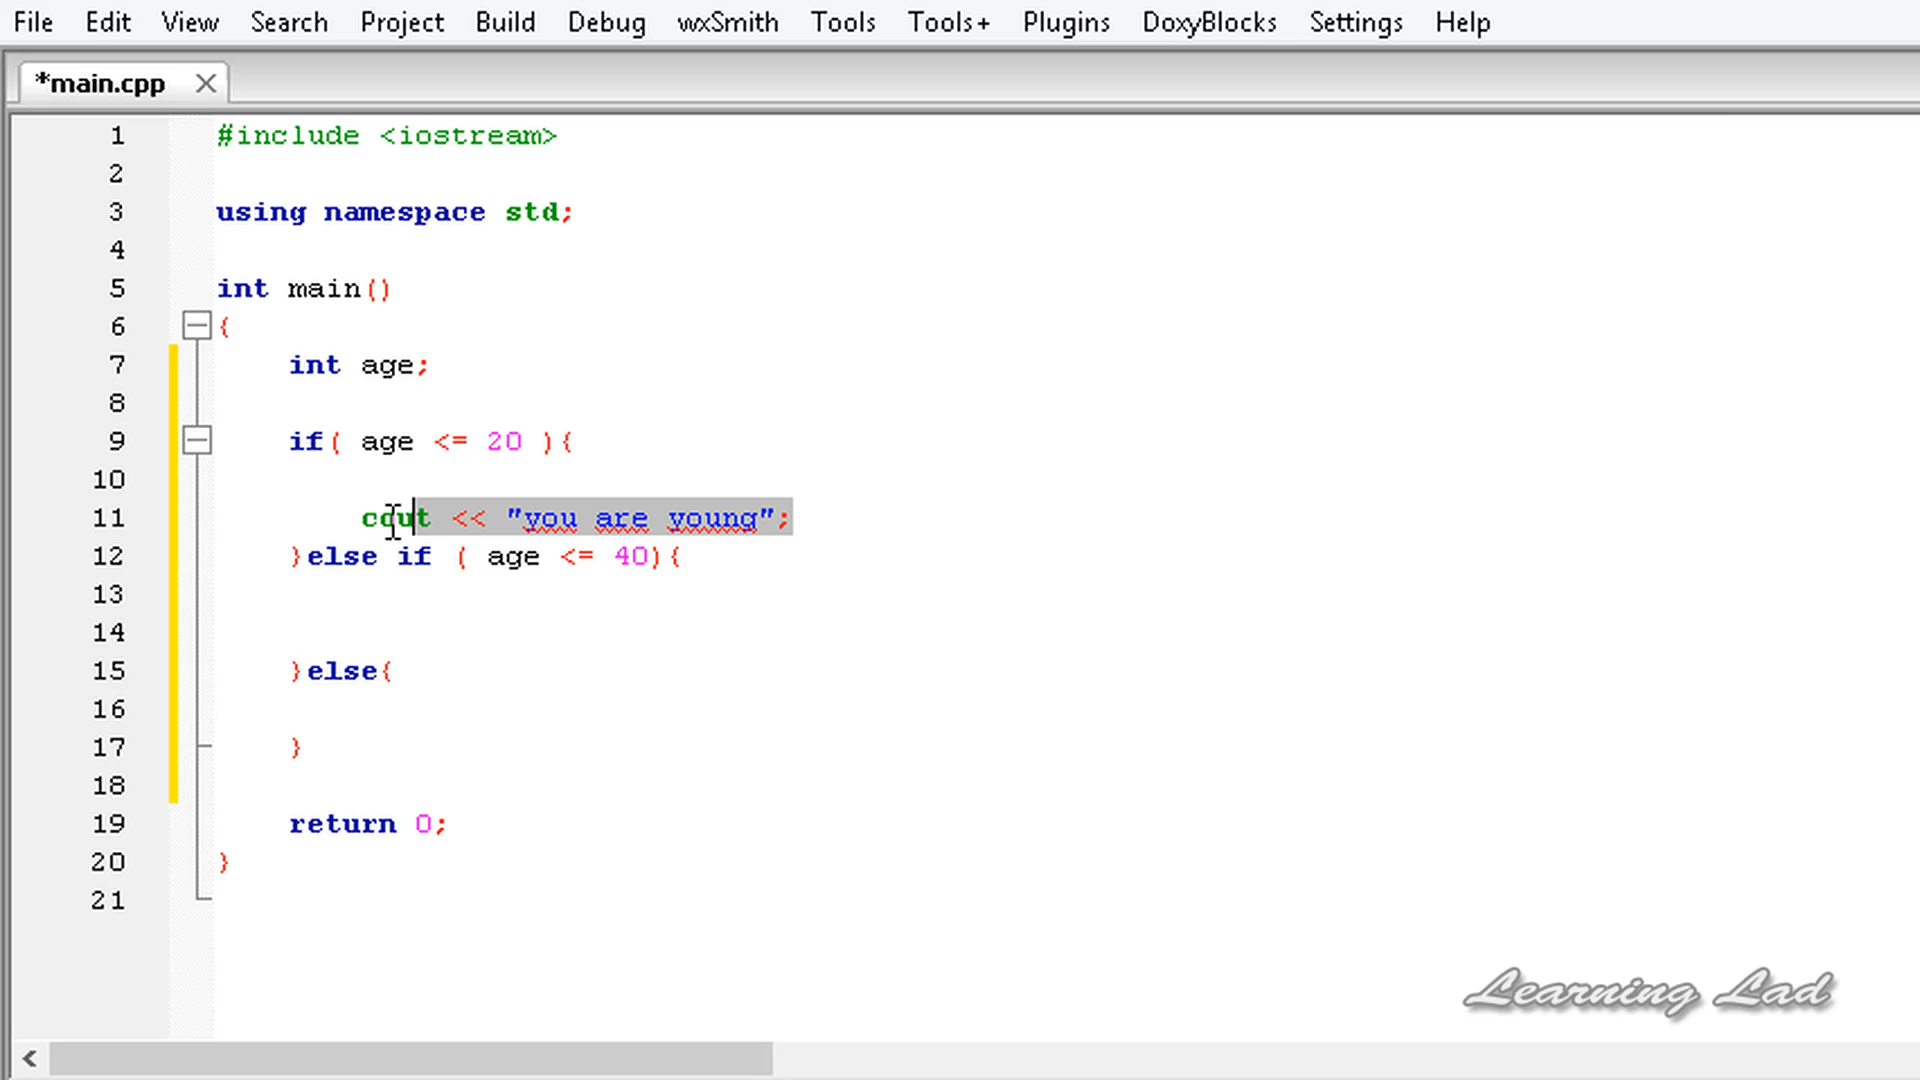 File Edit View Search Project Build Debug wxSmith Tools Tools+ Plugins DoxyBlocks Settings Help
*main.cpp
1 #include <iostream>
2
3 using namespace std;
4
5 int main()
6 {
7 int age;
8
9 if( age <= 20 ){
10
11 cout << "you are young";
12 }else if ( age <= 40){
13
14
15 }else{
16
17 }
18
19 return 0;
20 }
21
Learning Lad